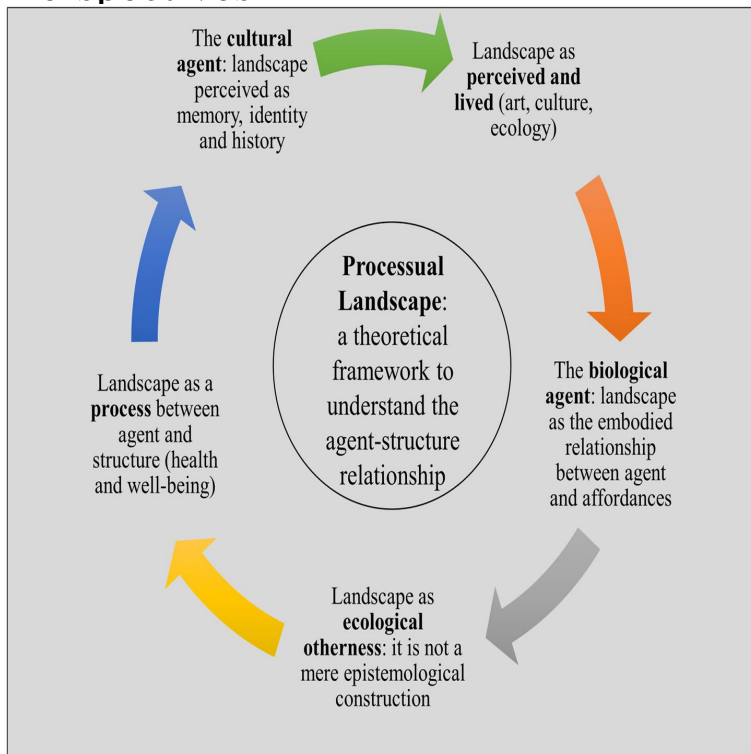 The cultural
agent: landscape
perceived as
memory, identity
and history
Landscape as
perceived and
lived (art, culture,
ecology)
The biological
agent: landscape
as the embodied
relationship
between agent
and affordances
Landscape as
ecological
otherness: it is not a
mere epistemological
construction
Landscape as a
process between
agent and
structure (health
and well-being)
Processual
Landscape:
a theoretical
framework to
understand the
agent-structure
relationship